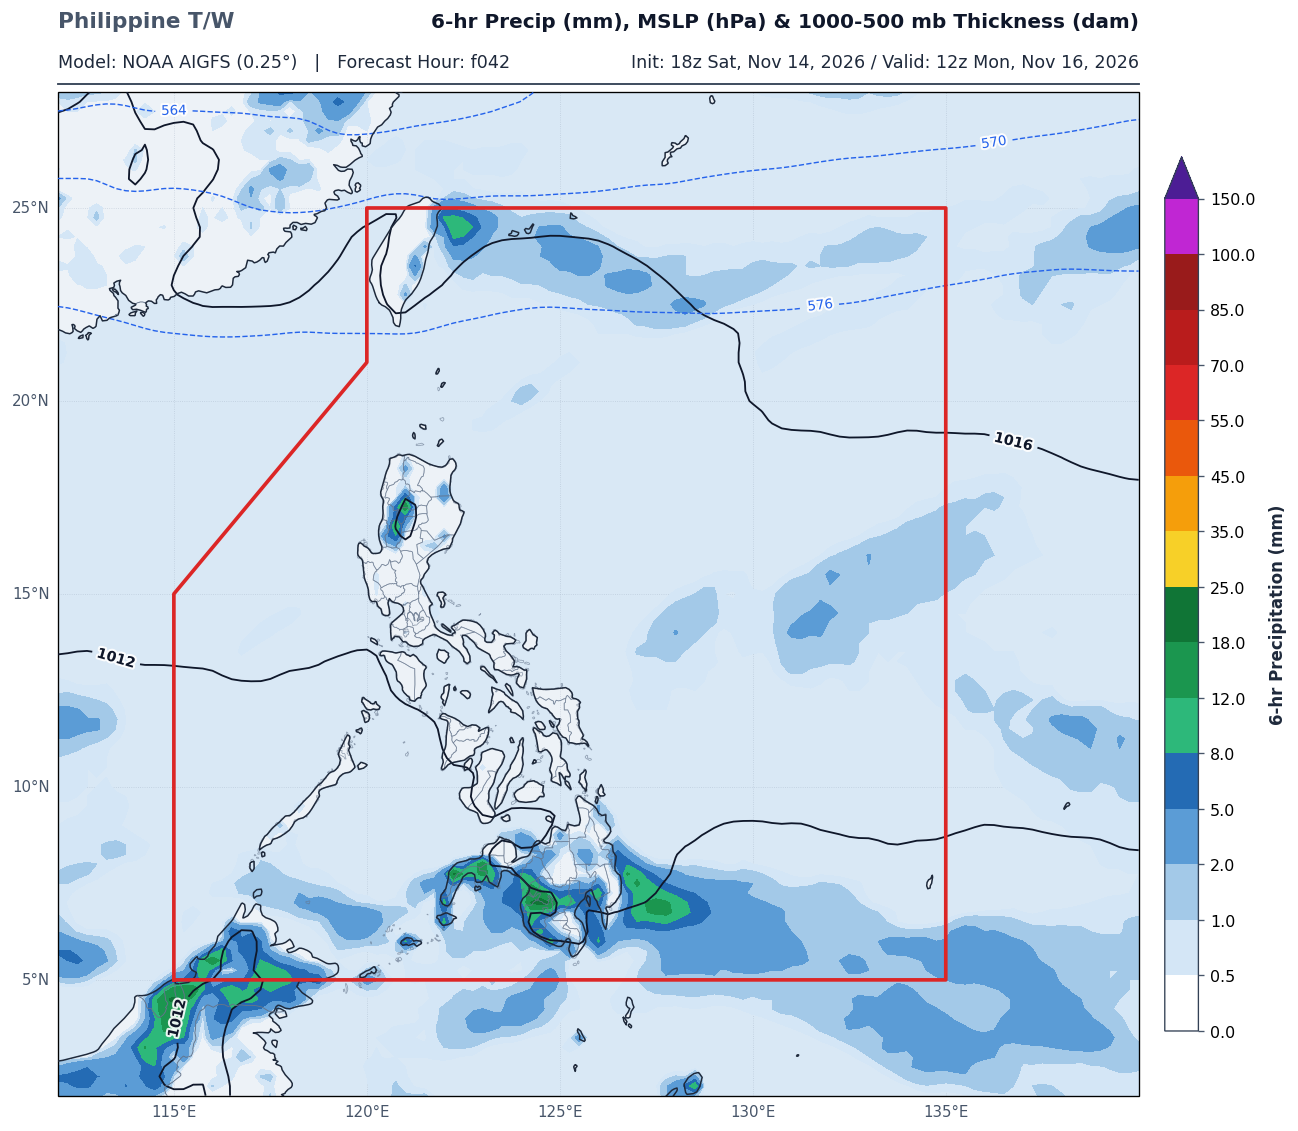 Philippine T/W
6-hr Precip (mm), MSLP (hPa) & 1000-500 mb Thickness (dam)
Model: NOAA AIGFS (0.25°)   |   Forecast Hour: f042
Init: 18z Sat, Nov 14, 2026 / Valid: 12z Mon, Nov 16, 2026
564
570
576
1016
1012
1012
25°N
20°N
15°N
10°N
5°N
115°E
120°E
125°E
130°E
135°E
150.0
100.0
85.0
70.0
55.0
45.0
35.0
25.0
18.0
12.0
8.0
5.0
2.0
1.0
0.5
0.0
6-hr Precipitation (mm)